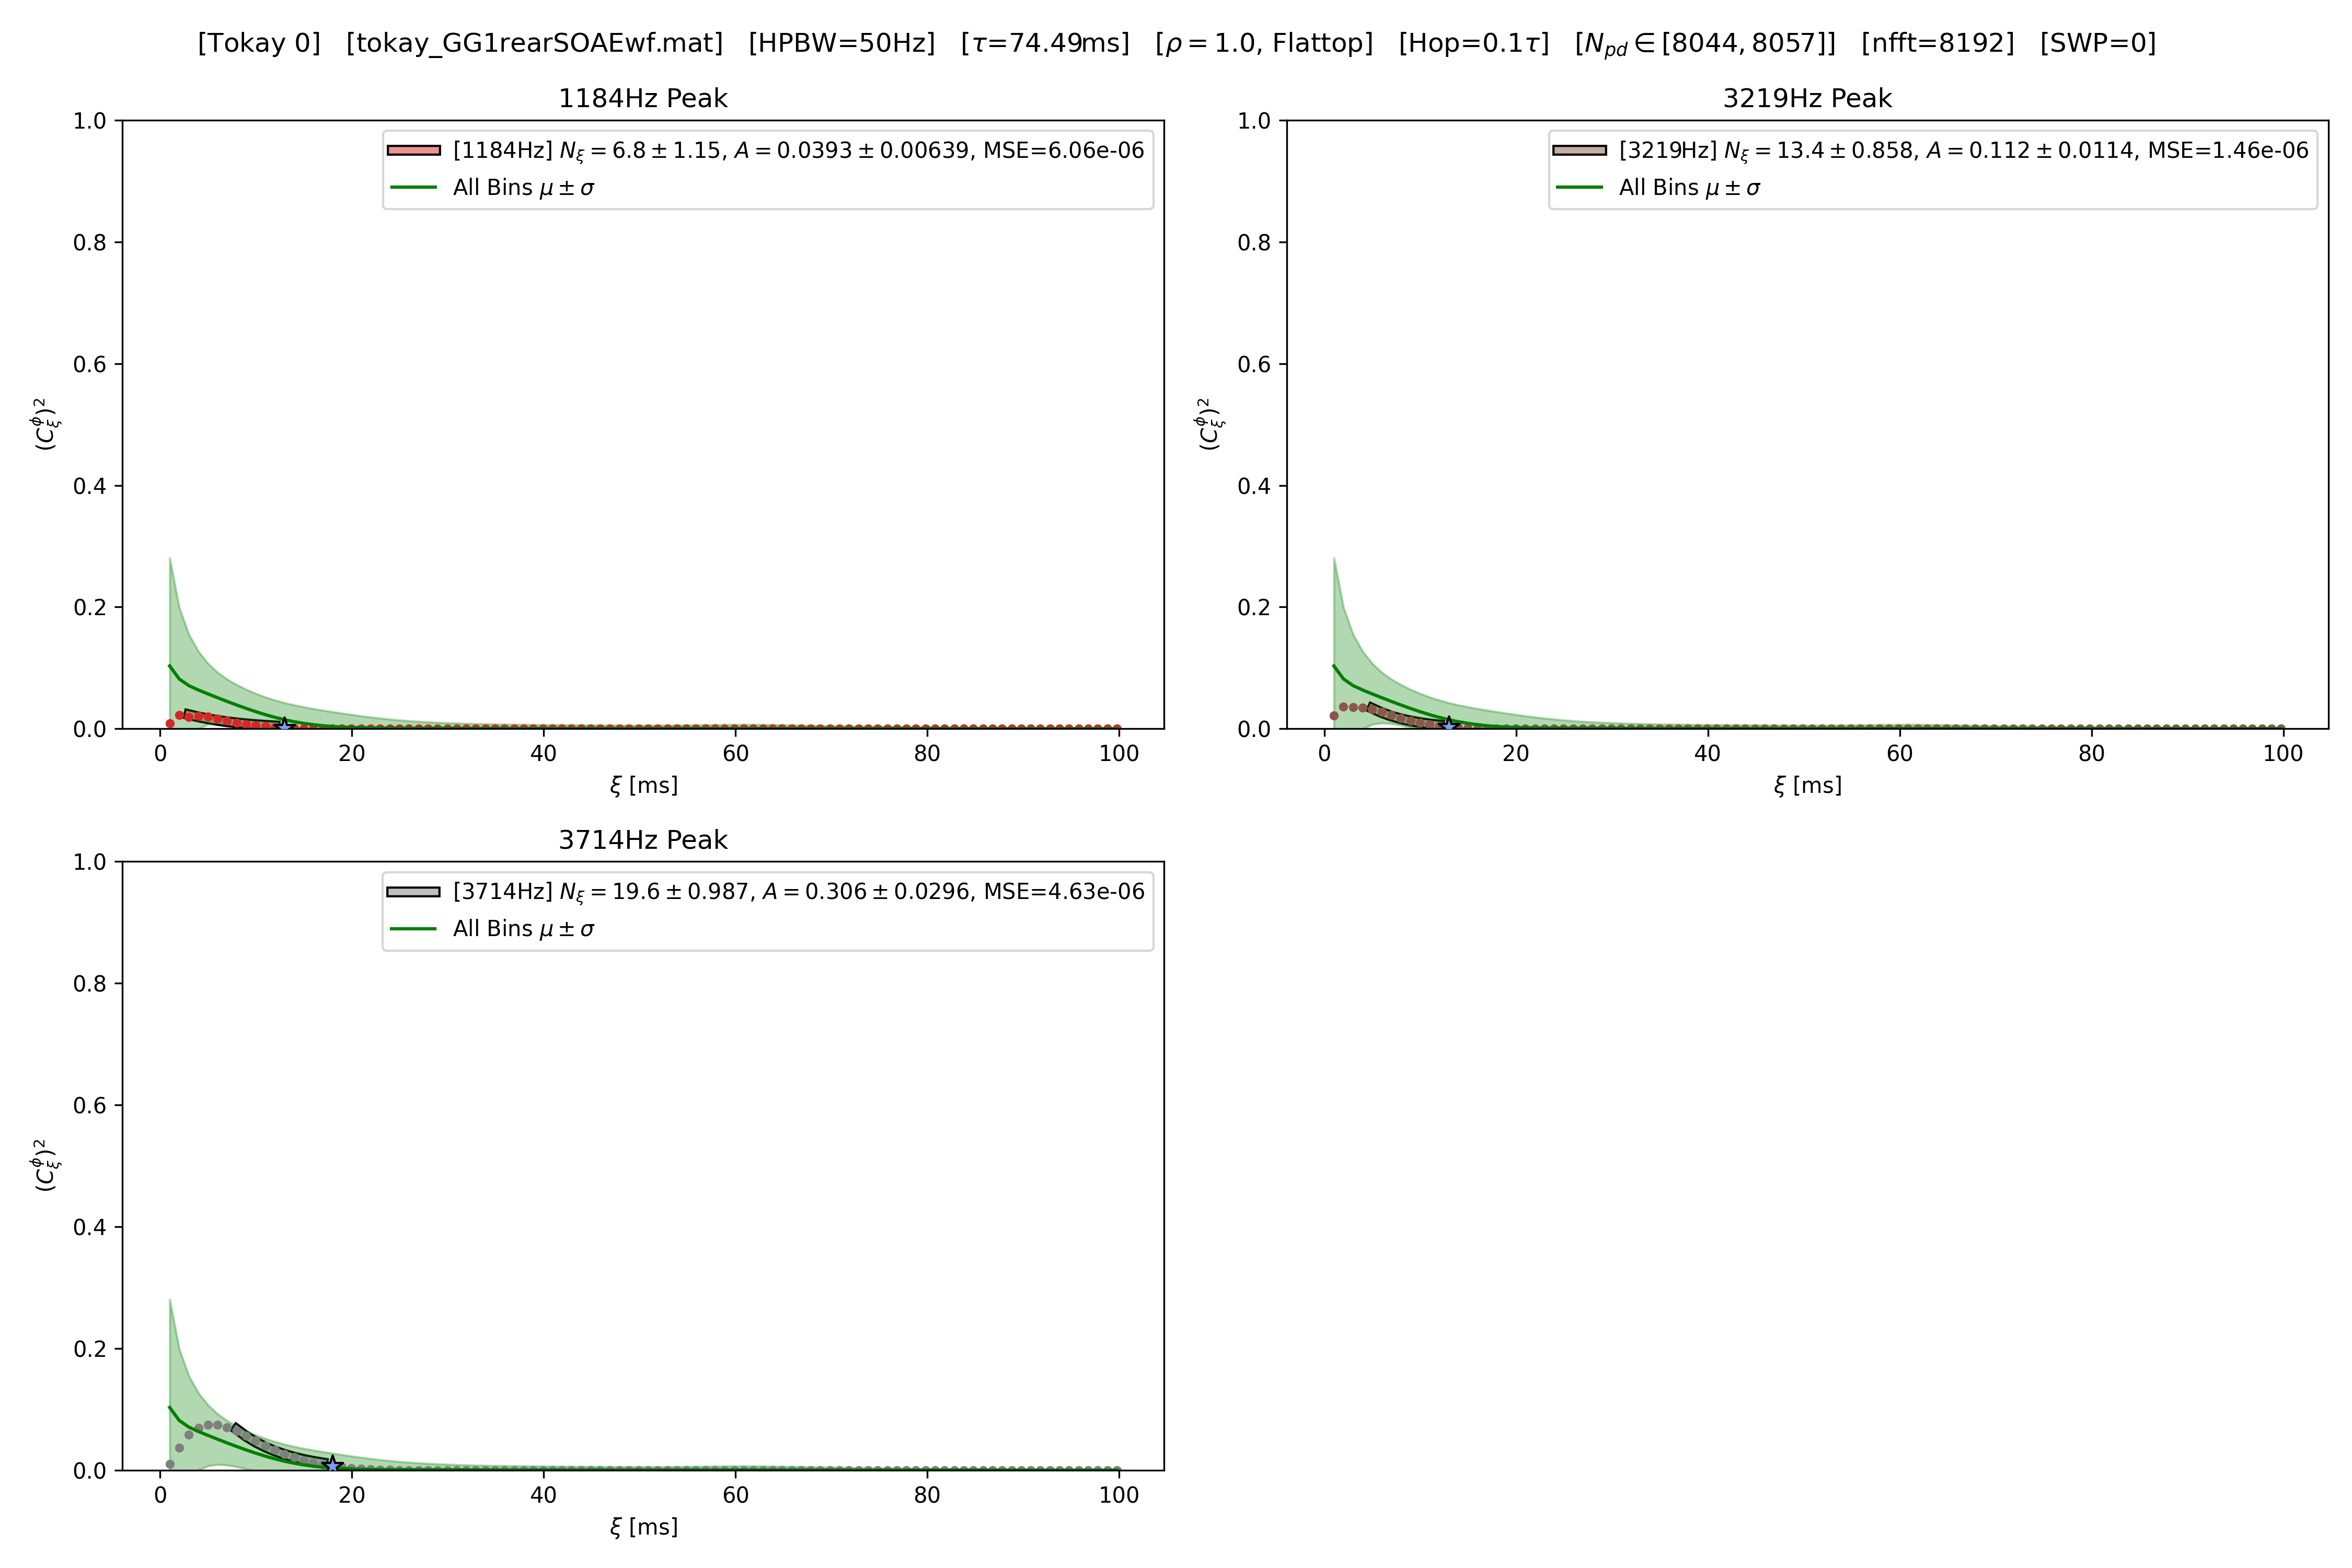 [Tokay 0] [tokay_GG1rearSOAEwf.mat] [HPBW=50Hz] [τ=74.49ms] [ρ = 1.0, Flattop] [Hop=0.1τ] [N_pd ∈ [8044, 8057]] [nfft=8192] [SWP=0]
1184Hz Peak
[1184Hz] N_ξ = 6.8 ± 1.15, A = 0.0393 ± 0.00639, MSE=6.06e-06
All Bins μ ± σ
1.0
0.8
0.6
0.4
0.2
0.0
(C_ξ^ϕ)²
0 20 40 60 80 100
ξ [ms]
3219Hz Peak
[3219Hz] N_ξ = 13.4 ± 0.858, A = 0.112 ± 0.0114, MSE=1.46e-06
All Bins μ ± σ
1.0
0.8
0.6
0.4
0.2
0.0
(C_ξ^ϕ)²
0 20 40 60 80 100
ξ [ms]
3714Hz Peak
[3714Hz] N_ξ = 19.6 ± 0.987, A = 0.306 ± 0.0296, MSE=4.63e-06
All Bins μ ± σ
1.0
0.8
0.6
0.4
0.2
0.0
(C_ξ^ϕ)²
0 20 40 60 80 100
ξ [ms]